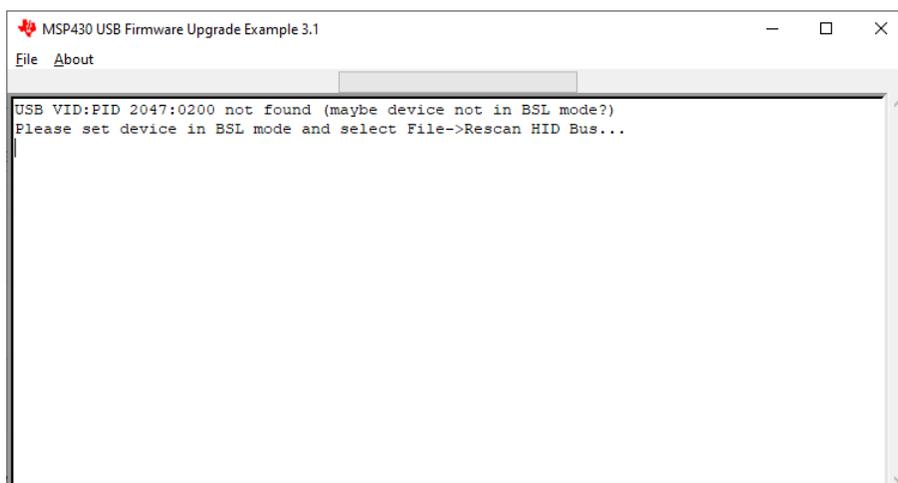 MSP430 USB Firmware Upgrade Example 3.1
File About
USB VID:PID 2047:0200 not found (maybe device not in BSL mode?)
Please set device in BSL mode and select File->Rescan HID Bus...